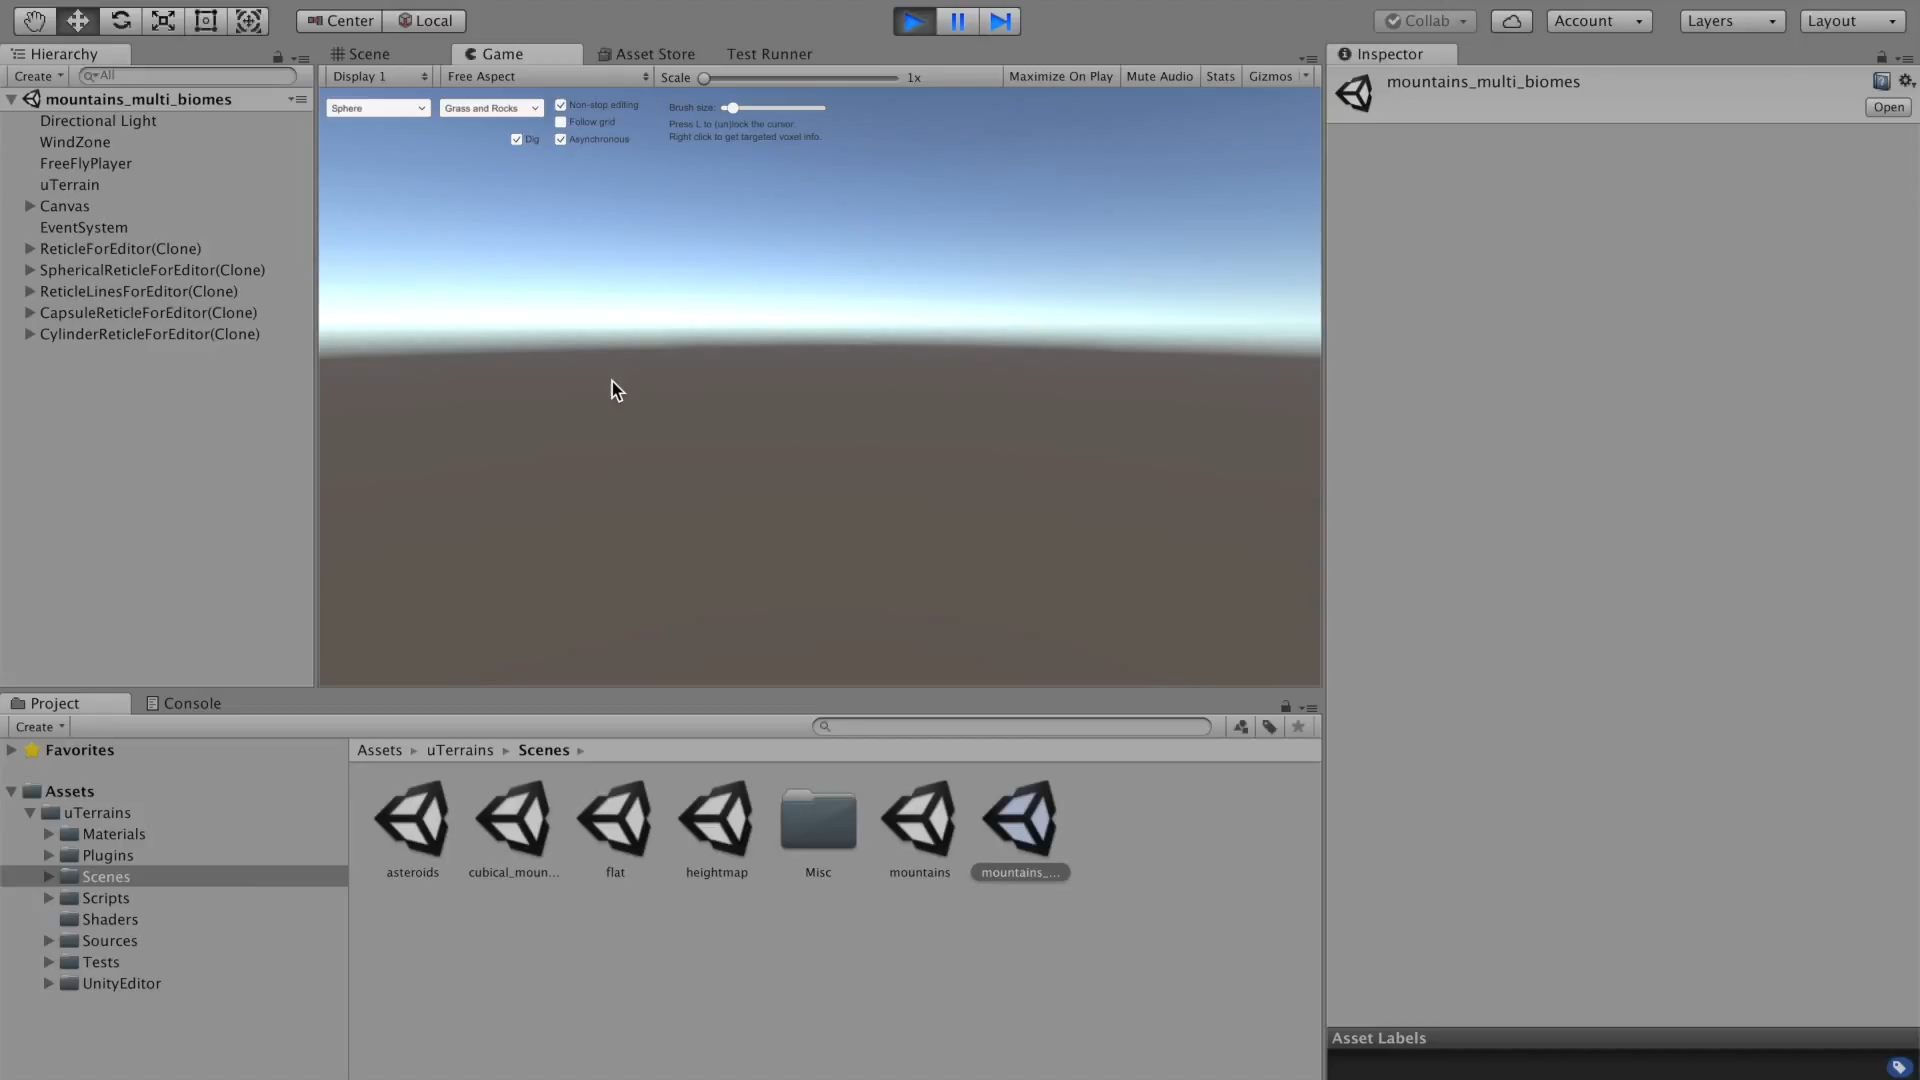 Center
Local
Collab
Account
Layers
Layout
Hierarchy
Scene
Game
Asset Store
Test Runner
Inspector
Create
All
Display 1
Free Aspect
Scale
1x
Maximize On Play
Mute Audio
Stats
Gizmos
mountains_multi_biomes
Open
mountains_multi_biomes
Directional Light
WindZone
FreeFlyPlayer
uTerrain
Canvas
EventSystem
ReticleForEditor(Clone)
SphericalReticleForEditor(Clone)
ReticleLinesForEditor(Clone)
CapsuleReticleForEditor(Clone)
CylinderReticleForEditor(Clone)
Sphere
Grass and Rocks
Non-stop editing
Follow grid
Dig
Asynchronous
Brush size:
Press L to (un)lock the cursor.
Right click to get targeted voxel info.
Project
Console
Create
Favorites
Assets
uTerrains
Materials
Plugins
Scenes
Scripts
Shaders
Sources
Tests
UnityEditor
Assets
uTerrains
Scenes
asteroids
cubical_moun...
flat
heightmap
Misc
mountains
mountains_...
Asset Labels